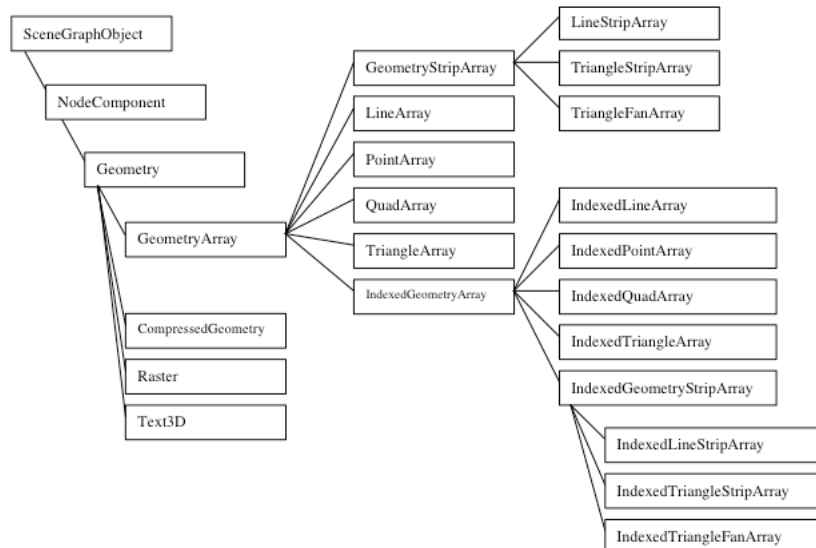 SceneGraphObject
NodeComponent
Geometry
GeometryArray
CompressedGeometry
Raster
Text3D
GeometryStripArray
LineArray
PointArray
QuadArray
TriangleArray
IndexedGeometryArray
LineStripArray
TriangleStripArray
TriangleFanArray
IndexedLineArray
IndexedPointArray
IndexedQuadArray
IndexedTriangleArray
IndexedGeometryStripArray
IndexedLineStripArray
IndexedTriangleStripArray
IndexedTriangleFanArray